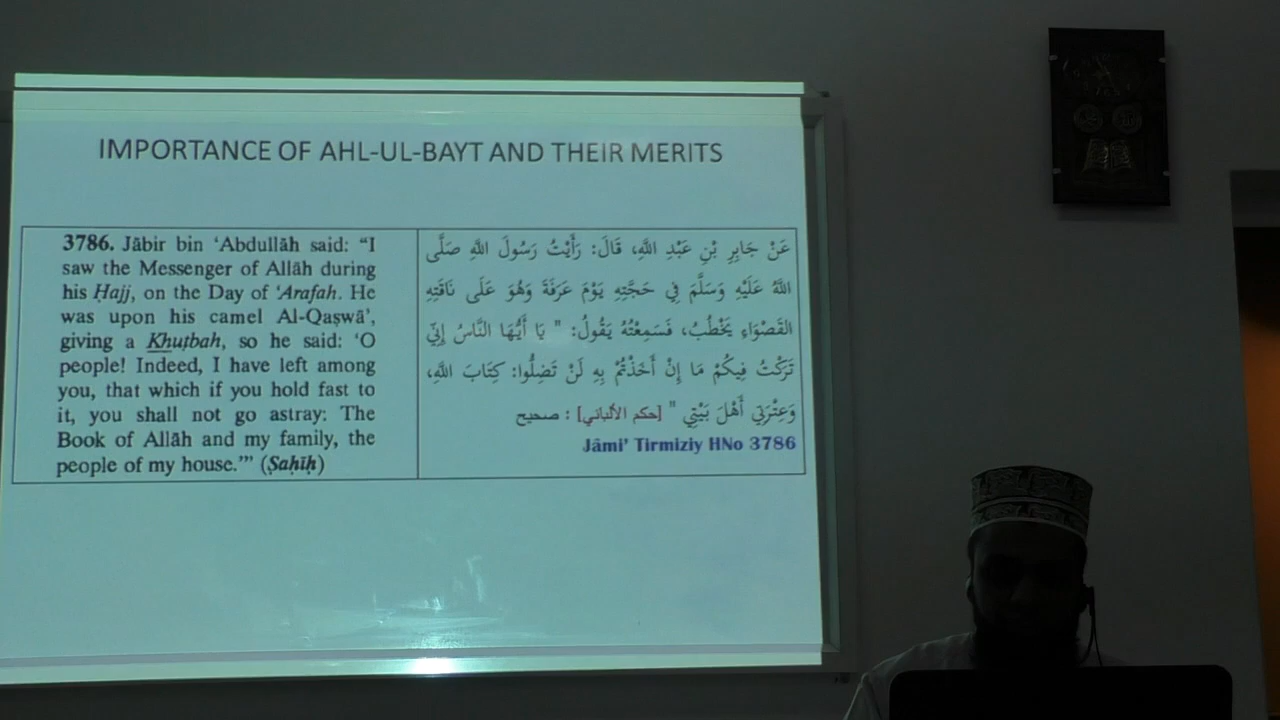 IMPORTANCE OF AHL-UL-BAYT AND THEIR MERITS
3786. Jābir bin ‘Abdullāh said: “I
saw the Messenger of Allāh during
his Ḥajj, on the Day of ‘Arafah. He
was upon his camel Al-Qaṣwā’,
giving a Khuṭbah, so he said: ‘O
people! Indeed, I have left among
you, that which if you hold fast to
it, you shall not go astray: The
Book of Allāh and my family, the
people of my house.’” (Ṣaḥīḥ)
عَنْ جَابِرِ بْنِ عَبْدِ اللَّهِ، قَالَ: رَأَيْتُ رَسُولَ اللَّهِ صَلَّى
اللَّهُ عَلَيْهِ وَسَلَّمَ فِي حَجَّتِهِ يَوْمَ عَرَفَةَ وَهُوَ عَلَى نَاقَتِهِ
القَصْوَاءِ يَخْطُبُ، فَسَمِعْتُهُ يَقُولُ: " يَا أَيُّهَا النَّاسُ إِنِّي
تَرَكْتُ فِيكُمْ مَا إِنْ أَخَذْتُمْ بِهِ لَنْ تَضِلُّوا: كِتَابَ اللَّهِ،
وَعِتْرَتِي أَهْلَ بَيْتِي " [حكم الألباني] : صحيح
Jāmi’ Tirmiziy HNo 3786